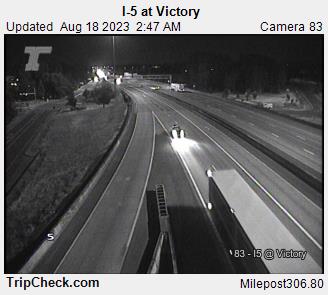 I-5 at Victory
Updated Aug 18 2023 2:47 AM
Camera 83
T
S
83 - I5 @ Victory
TripCheck.com
Milepost306.80